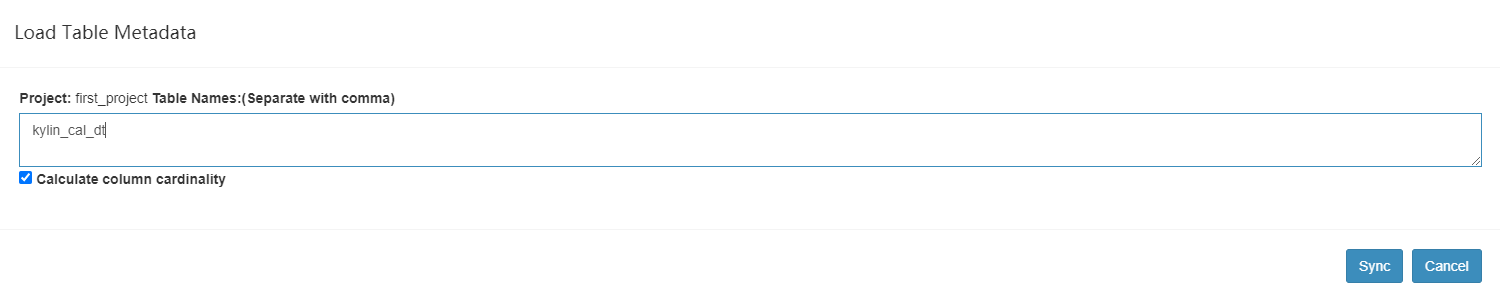 Load Table Metadata
Project: first_project Table Names:(Separate with comma)
kylin_cal_dt
Calculate column cardinality
Sync Cancel